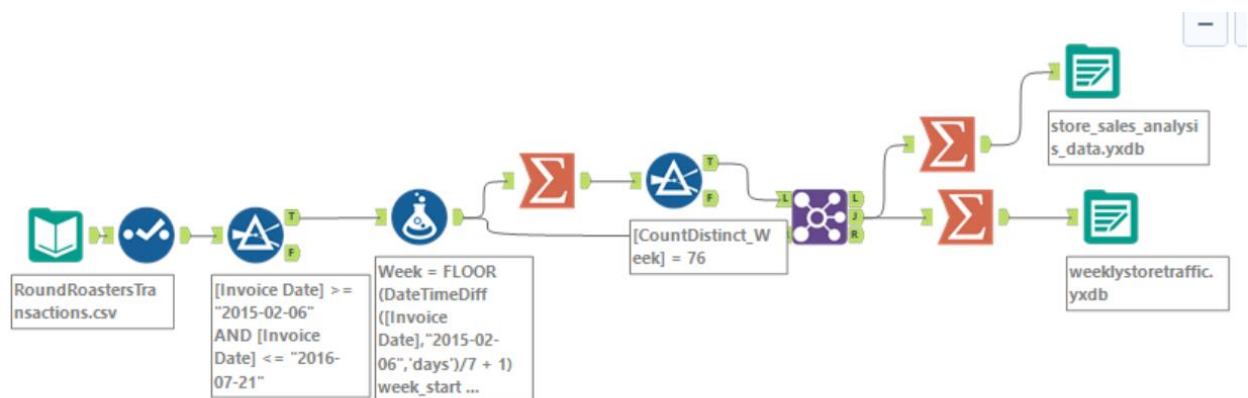 RoundRoastersTra
nsactions.csv
T
F
[Invoice Date] >=
"2015-02-06"
AND [Invoice
Date] <= "2016-
07-21"
Week = FLOOR
(DateTimeDiff
([Invoice
Date],"2015-02-
06",'days')/7 + 1)
week_start ...
T
F
[CountDistinct_W
eek] = 76
L
L
J
R
store_sales_analysi
s_data.yxdb
weeklystoretraffic.
yxdb